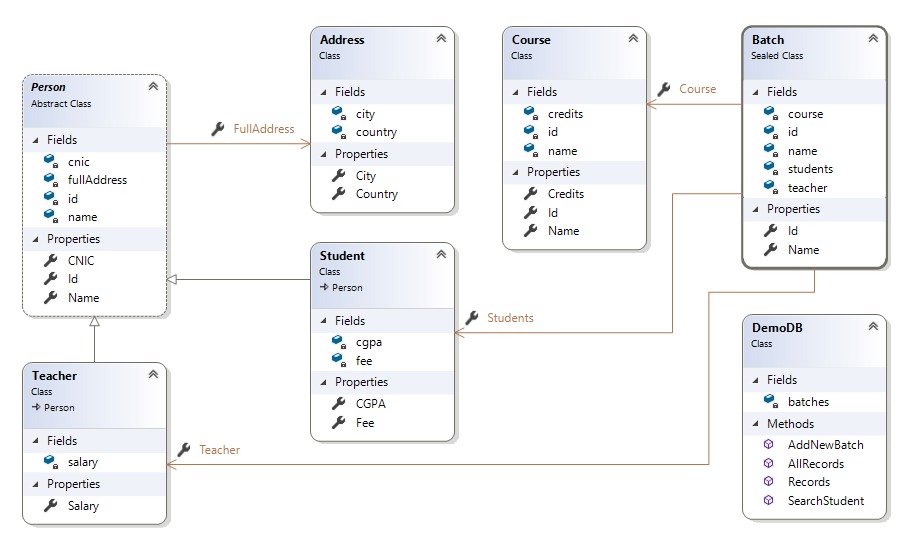 Person
Abstract Class
Fields
cnic
fullAddress
id
name
Properties
CNIC
Id
Name
FullAddress
Address
Class
Fields
city
country
Properties
City
Country
Course
Class
Fields
credits
id
name
Properties
Credits
Id
Name
Course
Batch
Sealed Class
Fields
course
id
name
students
teacher
Properties
Id
Name
Student
Class
Person
Fields
cgpa
fee
Properties
CGPA
Fee
Students
Teacher
Class
Person
Fields
salary
Properties
Salary
Teacher
DemoDB
Class
Fields
batches
Methods
AddNewBatch
AllRecords
Records
SearchStudent